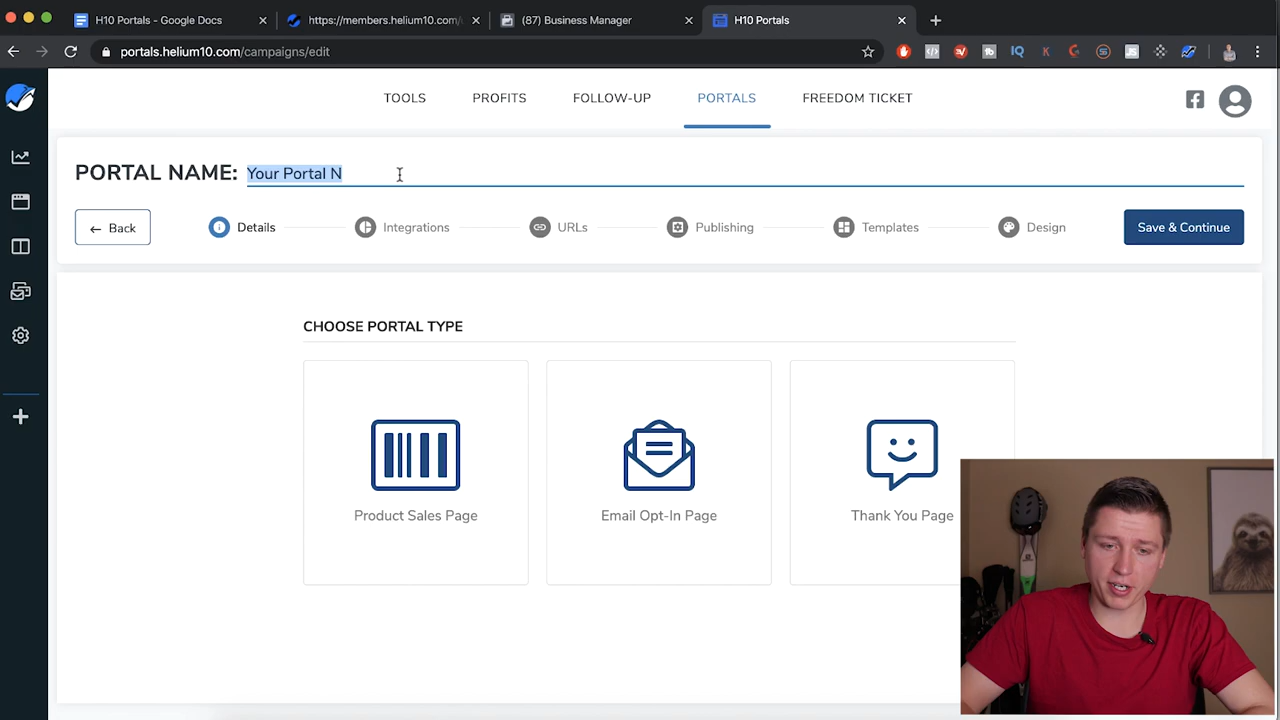 H10 Portals - Google Docs
https://members.helium10.com/
(87) Business Manager
H10 Portals
portals.helium10.com/campaigns/edit
IQ
K
JS
TOOLS
PROFITS
FOLLOW-UP
PORTALS
FREEDOM TICKET
PORTAL NAME: Your Portal N
← Back
Details
Integrations
URLs
Publishing
Templates
Design
Save & Continue
CHOOSE PORTAL TYPE
Product Sales Page
Email Opt-In Page
Thank You Page